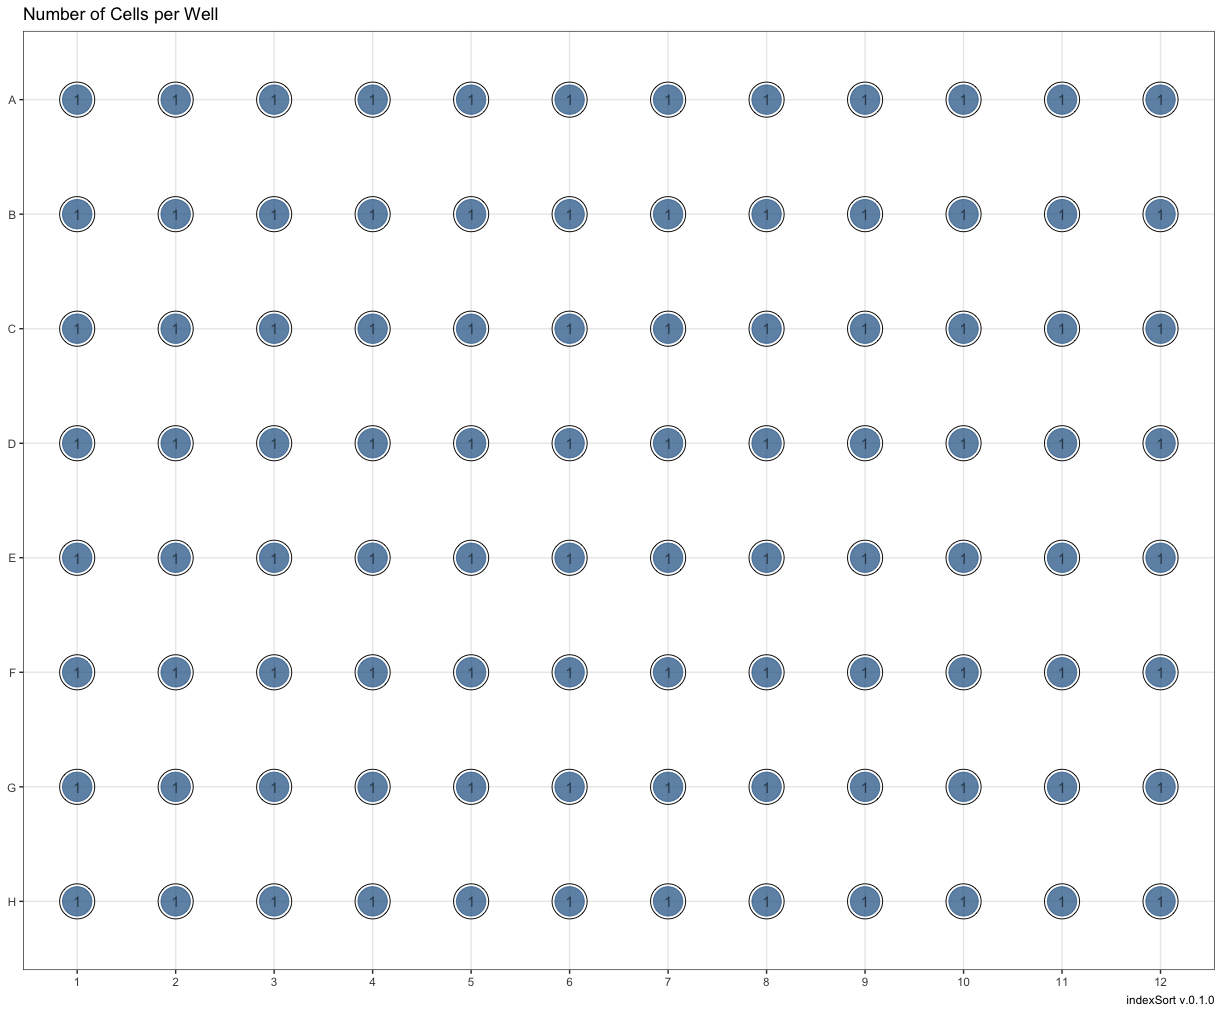 Number of Cells per Well
A 1 1 1 1 1 1 1 1 1 1 1 1
B 1 1 1 1 1 1 1 1 1 1 1 1
C 1 1 1 1 1 1 1 1 1 1 1 1
D 1 1 1 1 1 1 1 1 1 1 1 1
E 1 1 1 1 1 1 1 1 1 1 1 1
F 1 1 1 1 1 1 1 1 1 1 1 1
G 1 1 1 1 1 1 1 1 1 1 1 1
H 1 1 1 1 1 1 1 1 1 1 1 1
1 2 3 4 5 6 7 8 9 10 11 12
indexSort v.0.1.0